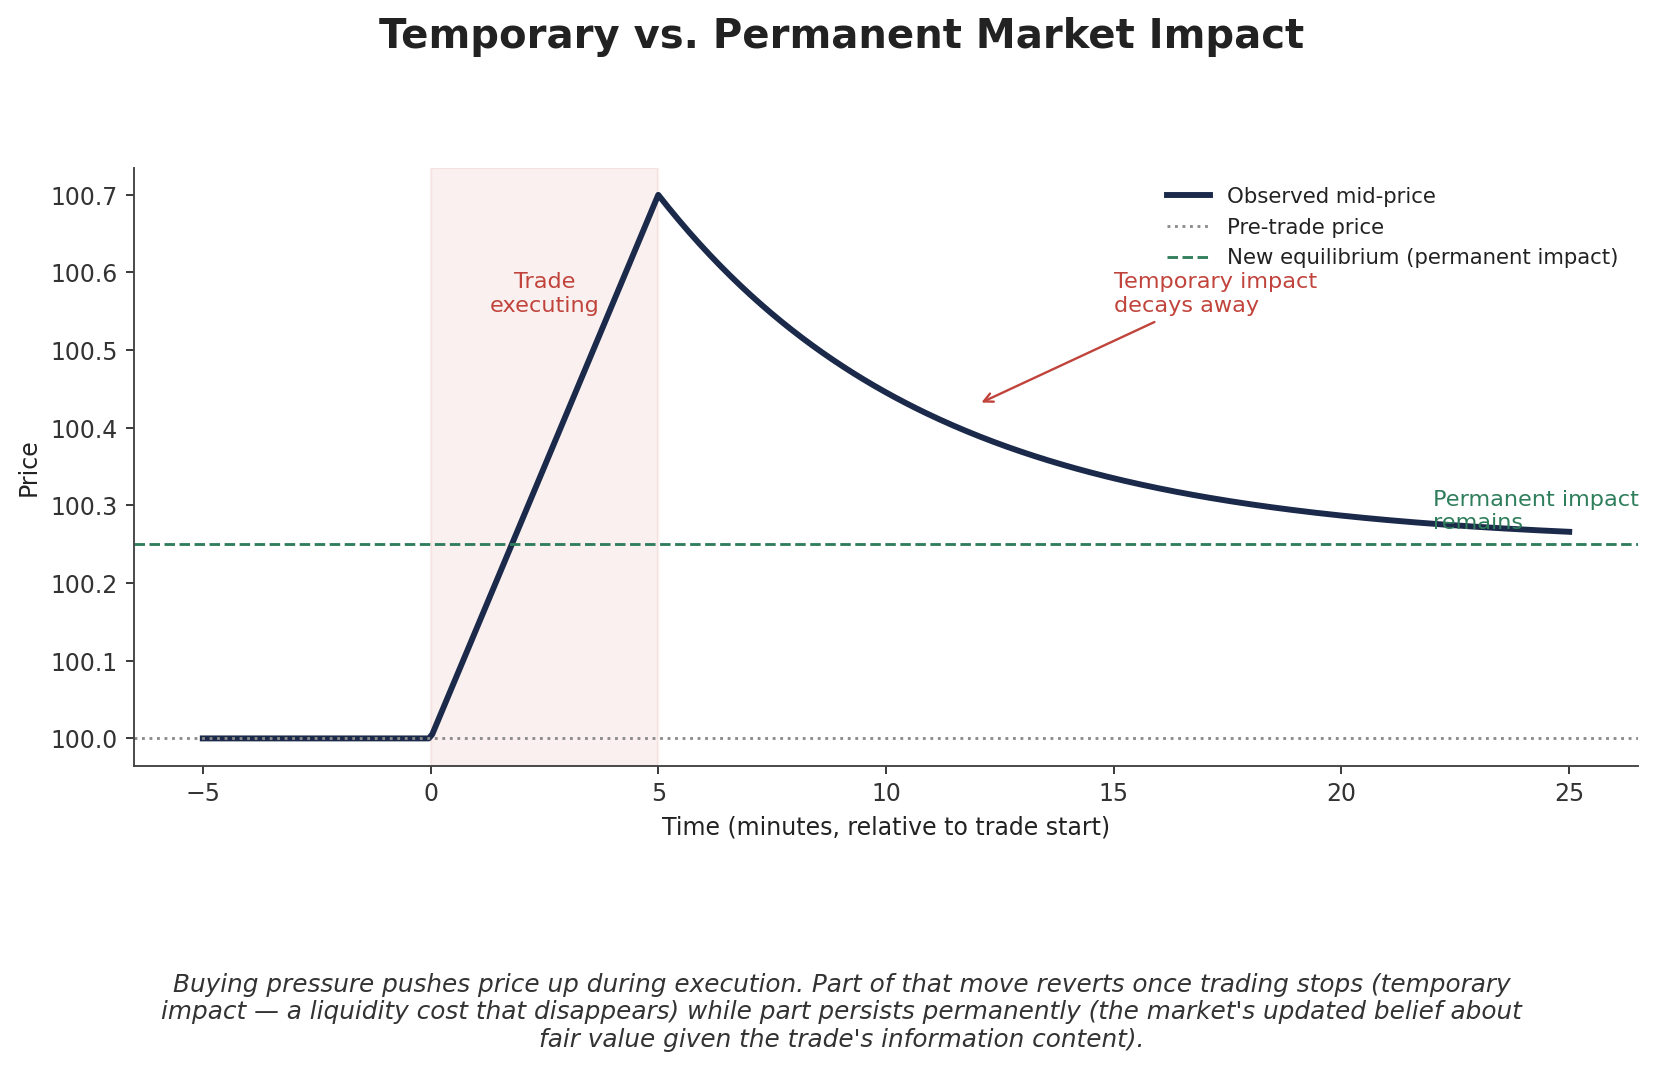 Temporary vs. Permanent Market Impact
Observed mid-price
Pre-trade price
New equilibrium (permanent impact)
Trade
executing
Temporary impact
decays away
Permanent impact
remains
Price
100.7
100.6
100.5
100.4
100.3
100.2
100.1
100.0
−5
0
5
10
15
20
25
Time (minutes, relative to trade start)
Buying pressure pushes price up during execution. Part of that move reverts once trading stops (temporary
impact — a liquidity cost that disappears) while part persists permanently (the market's updated belief about
fair value given the trade's information content).